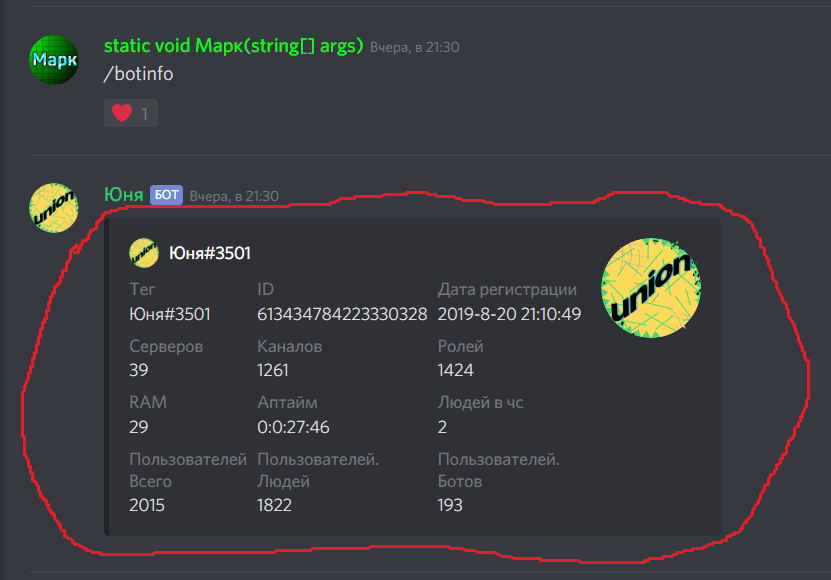 Марк
static void Марк(string[] args) Вчера, в 21:30
/botinfo
1
union
Юня БОТ Вчера, в 21:30
union
Юня#3501
union
Тег ID Дата регистрации
Юня#3501 613434784223330328 2019-8-20 21:10:49
Серверов Каналов Ролей
39 1261 1424
RAM Аптайм Людей в чс
29 0:0:27:46 2
Пользователей Пользователей. Пользователей.
Всего Людей Ботов
2015 1822 193